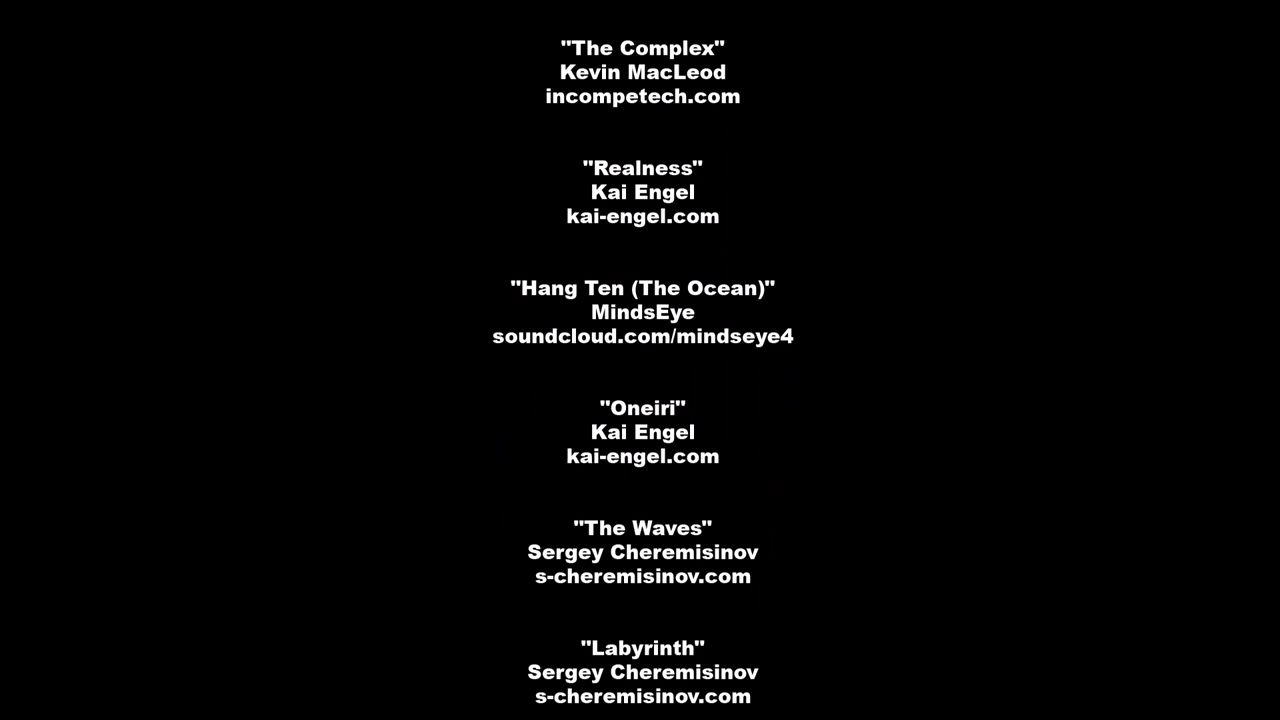 "The Complex"
Kevin MacLeod
incompetech.com
"Realness"
Kai Engel
kai-engel.com
"Hang Ten (The Ocean)"
MindsEye
soundcloud.com/mindseye4
"Oneiri"
Kai Engel
kai-engel.com
"The Waves"
Sergey Cheremisinov
s-cheremisinov.com
"Labyrinth"
Sergey Cheremisinov
s-cheremisinov.com